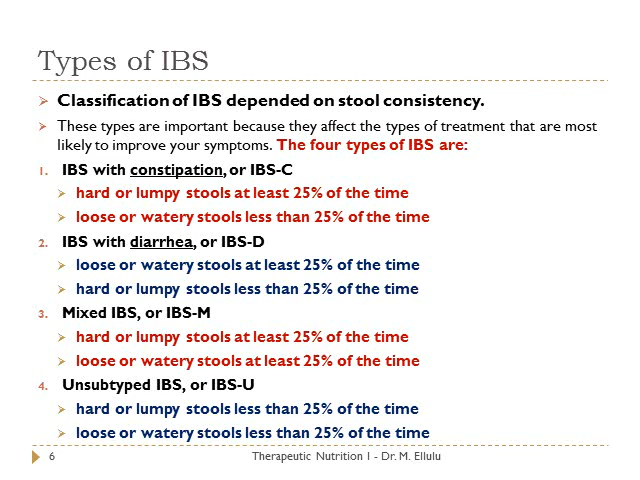 Types of IBS
Classification of IBS depended on stool consistency.
These types are important because they affect the types of treatment that are most
likely to improve your symptoms. The four types of IBS are:
1. IBS with constipation, or IBS-C
hard or lumpy stools at least 25% of the time
loose or watery stools less than 25% of the time
2. IBS with diarrhea, or IBS-D
loose or watery stools at least 25% of the time
hard or lumpy stools less than 25% of the time
3. Mixed IBS, or IBS-M
hard or lumpy stools at least 25% of the time
loose or watery stools at least 25% of the time
4. Unsubtyped IBS, or IBS-U
hard or lumpy stools less than 25% of the time
loose or watery stools less than 25% of the time
6 Therapeutic Nutrition I - Dr. M. Ellulu